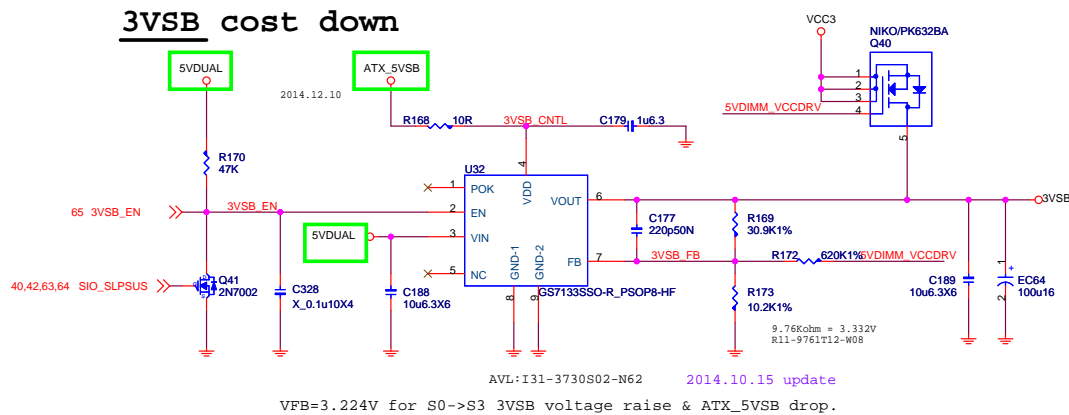 3VSB cost down
VCC3
NIKO/PK632BA
Q40
5VDUAL
ATX_5VSB
2014.12.10
1
2
3
4
5VDIMM_VCCDRV
R168
10R
3VSB_CNTL
C179
1u6.3
5
R170
47K
U32
4
1
POK
VDD
VOUT
6
3VSB
65 3VSB_EN
3VSB_EN
2
EN
C177
220p50N
R169
30.9K1%
5VDUAL
3
VIN
FB
7
3VSB_FB
R172
620K1%
5VDIMM_VCCDRV
5
NC
GND-1
GND-2
Q41
2N7002
40,42,63,64 SIO_SLPSUS
C328
X_0.1u10X4
C188
10u6.3X6
8
9
GS7133SSO-R_PSOP8-HF
R173
10.2K1%
C189
10u6.3X6
1
+
EC64
100u16
2
9.76Kohm = 3.332V
R11-9761T12-W08
AVL:I31-3730S02-N62
2014.10.15 update
VFB=3.224V for S0->S3 3VSB voltage raise & ATX_5VSB drop.